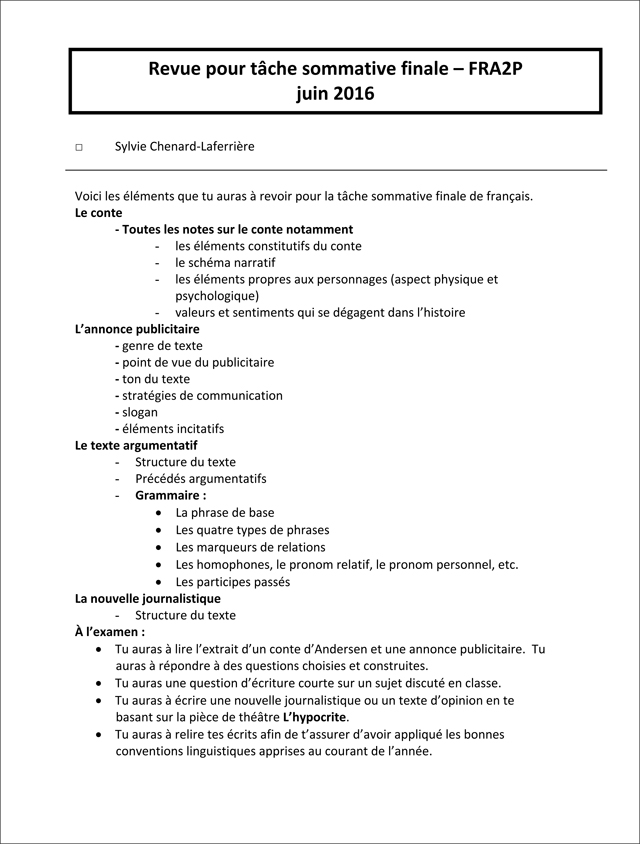 Revue pour tâche sommative finale – FRA2P
juin 2016
□ Sylvie Chenard-Laferrière
Voici les éléments que tu auras à revoir pour la tâche sommative finale de français.
Le conte
- Toutes les notes sur le conte notamment
- les éléments constitutifs du conte
- le schéma narratif
- les éléments propres aux personnages (aspect physique et
psychologique)
- valeurs et sentiments qui se dégagent dans l’histoire
L’annonce publicitaire
- genre de texte
- point de vue du publicitaire
- ton du texte
- stratégies de communication
- slogan
- éléments incitatifs
Le texte argumentatif
- Structure du texte
- Précédés argumentatifs
- Grammaire :
• La phrase de base
• Les quatre types de phrases
• Les marqueurs de relations
• Les homophones, le pronom relatif, le pronom personnel, etc.
• Les participes passés
La nouvelle journalistique
- Structure du texte
À l’examen :
• Tu auras à lire l’extrait d’un conte d’Andersen et une annonce publicitaire. Tu
auras à répondre à des questions choisies et construites.
• Tu auras une question d’écriture courte sur un sujet discuté en classe.
• Tu auras à écrire une nouvelle journalistique ou un texte d’opinion en te
basant sur la pièce de théâtre L’hypocrite.
• Tu auras à relire tes écrits afin de t’assurer d’avoir appliqué les bonnes
conventions linguistiques apprises au courant de l’année.